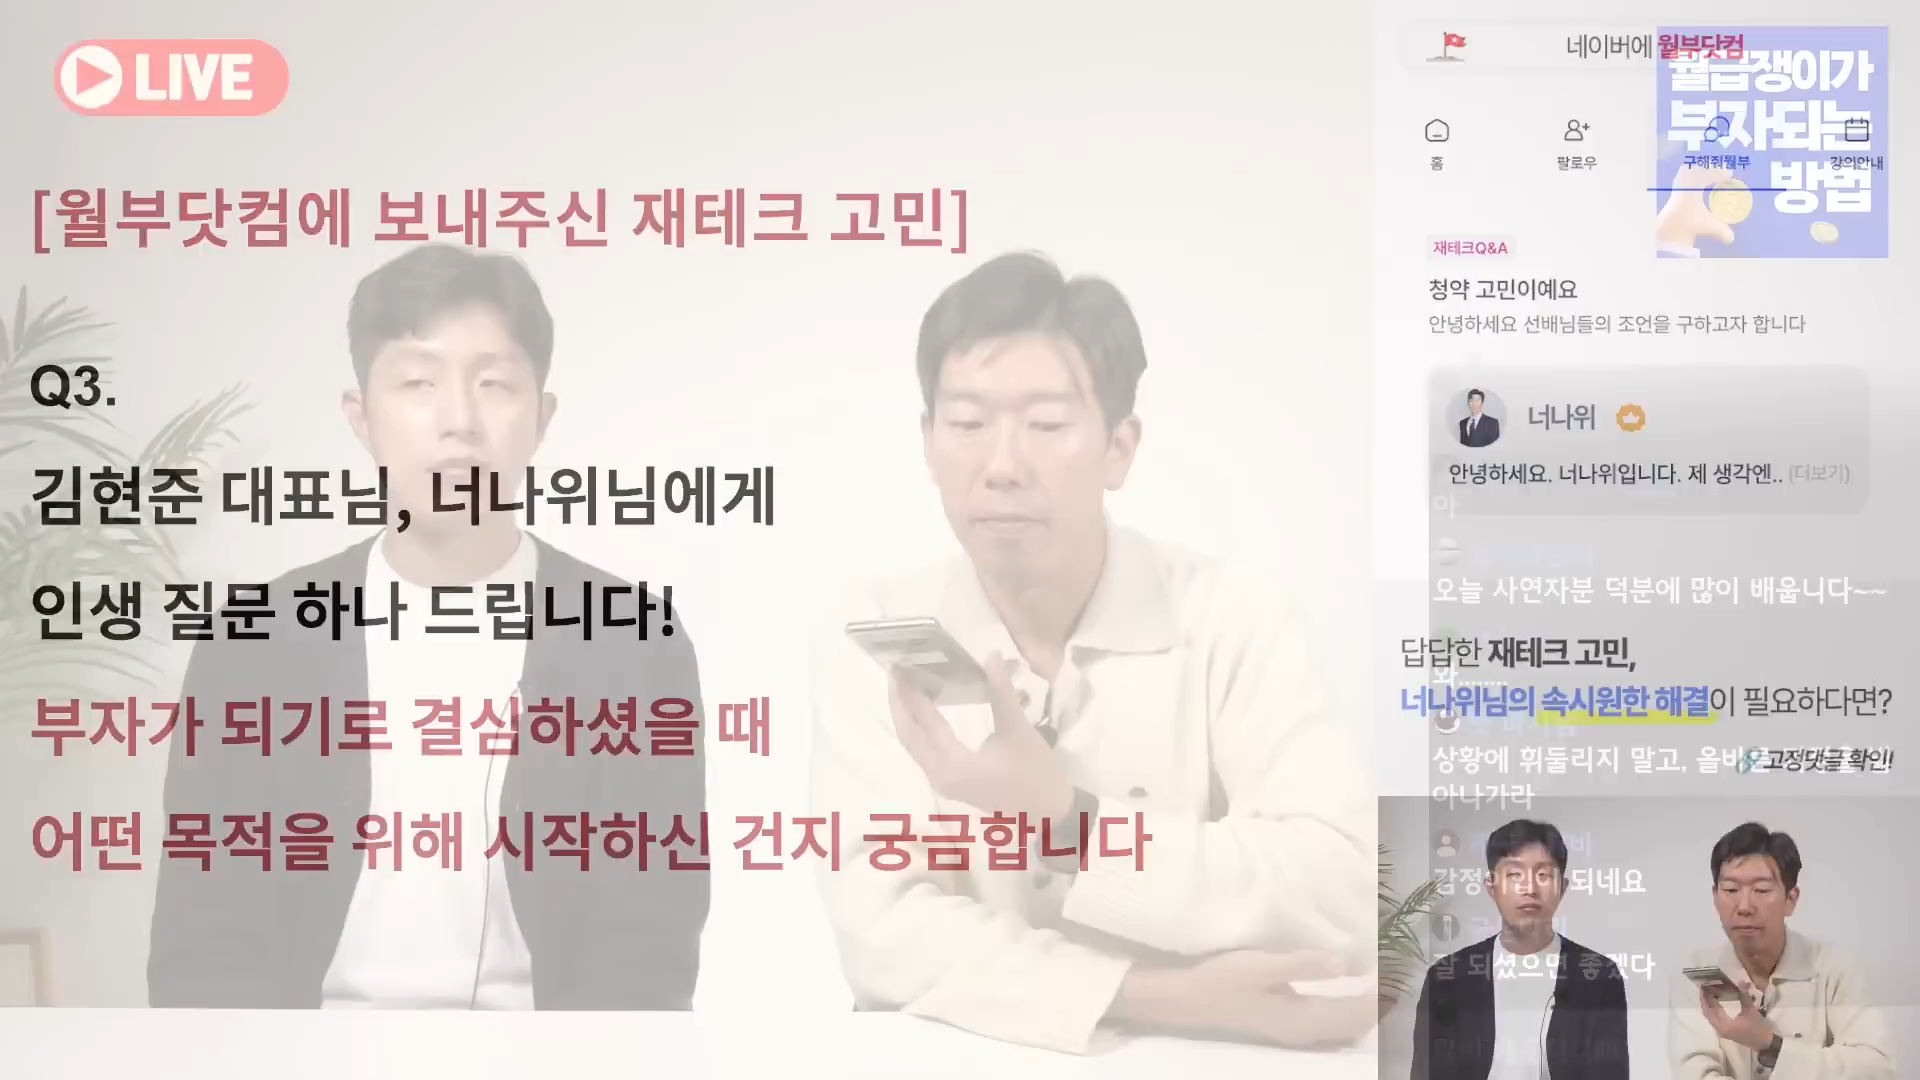 LIVE
[월부닷컴에 보내주신 재테크 고민]
Q3.
김현준 대표님, 너나위님에게
인생 질문 하나 드립니다!
부자가 되기로 결심하셨을 때
어떤 목적을 위해 시작하신 건지 궁금합니다
네이버에 월부닷컴
월급쟁이가
부자되는
방법
홈
팔로우
구해줘월부
강의안내
재테크Q&A
청약 고민이예요
안녕하세요 선배님들의 조언을 구하고자 합니다
너나위
안녕하세요. 너나위입니다. 제 생각엔.. (더보기)
마
오늘 사연자분 덕분에 많이 배웁니다~~
답답한 재테크 고민,
와.......
너나위님의 속시원한 해결이 필요하다면?
상황에 휘둘리지 말고, 올바른
고정댓글 확인!
아나가라
감정이입이 되네요
잘 되셨으면 좋겠다